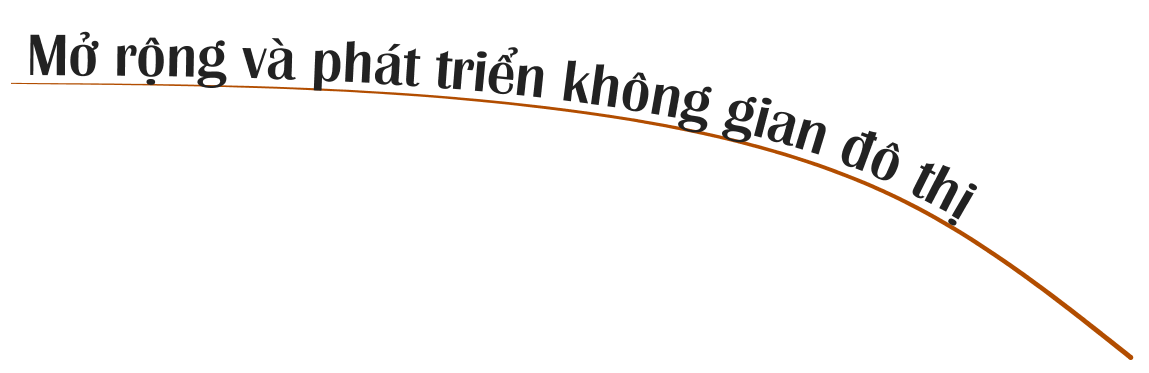 Mở rộng và phát triển không gian đô thị